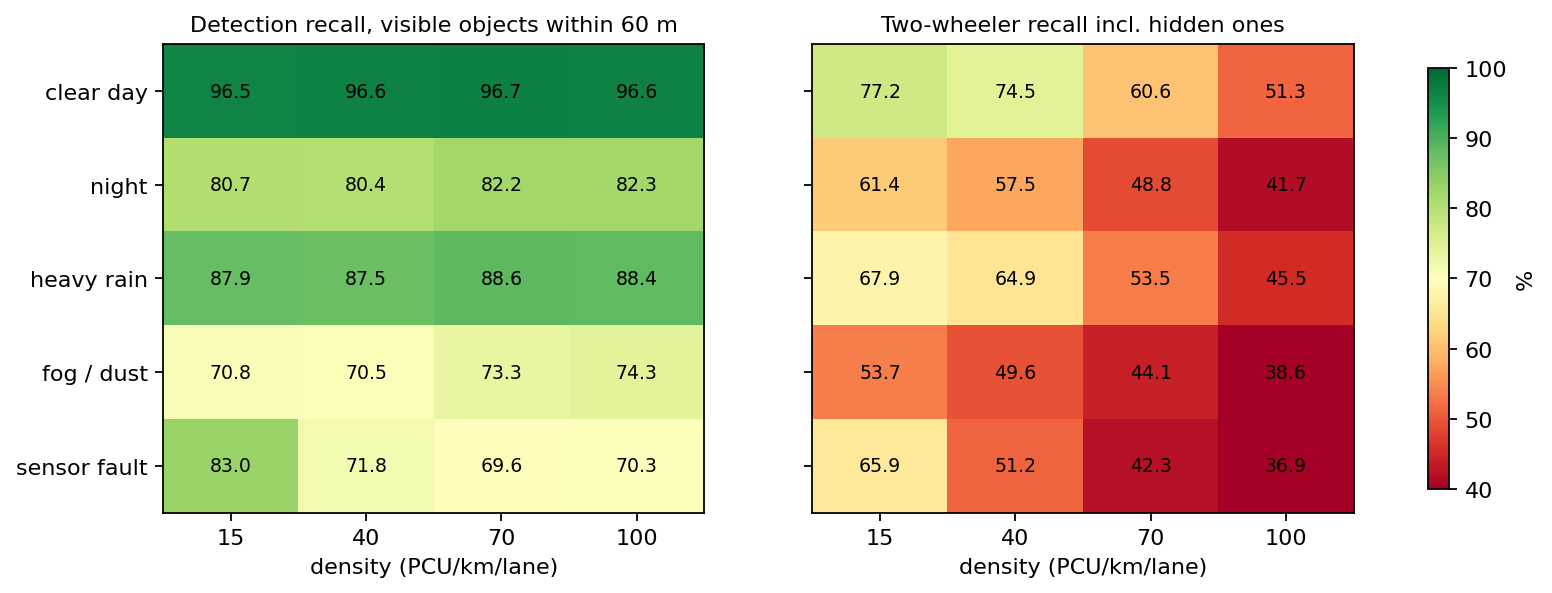 Detection recall, visible objects within 60 m
Two-wheeler recall incl. hidden ones
clear day 96.5 96.6 96.7 96.6 77.2 74.5 60.6 51.3
night 80.7 80.4 82.2 82.3 61.4 57.5 48.8 41.7
heavy rain 87.9 87.5 88.6 88.4 67.9 64.9 53.5 45.5
fog / dust 70.8 70.5 73.3 74.3 53.7 49.6 44.1 38.6
sensor fault 83.0 71.8 69.6 70.3 65.9 51.2 42.3 36.9
15 40 70 100 15 40 70 100
density (PCU/km/lane)
density (PCU/km/lane)
100
90
80
70
60
50
40
%